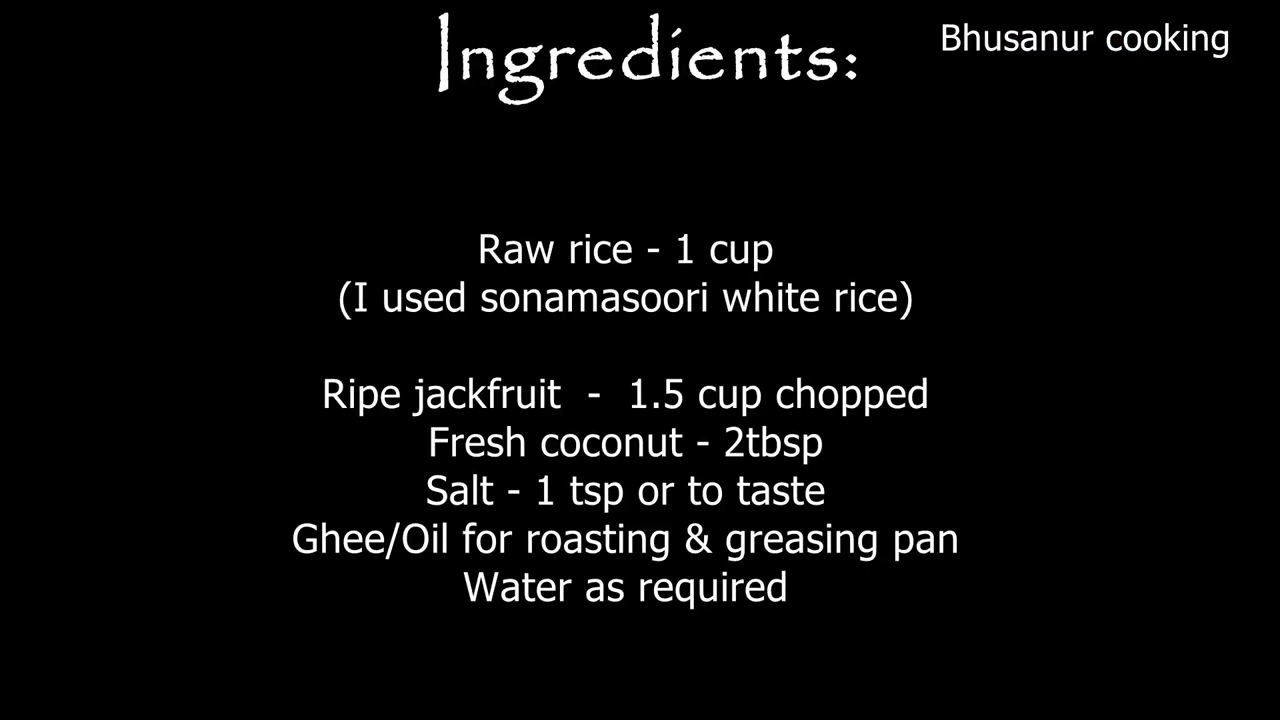 Ingredients:
Bhusanur cooking
Raw rice - 1 cup
(I used sonamasoori white rice)
Ripe jackfruit  -  1.5 cup chopped
Fresh coconut - 2tbsp
Salt - 1 tsp or to taste
Ghee/Oil for roasting & greasing pan
Water as required